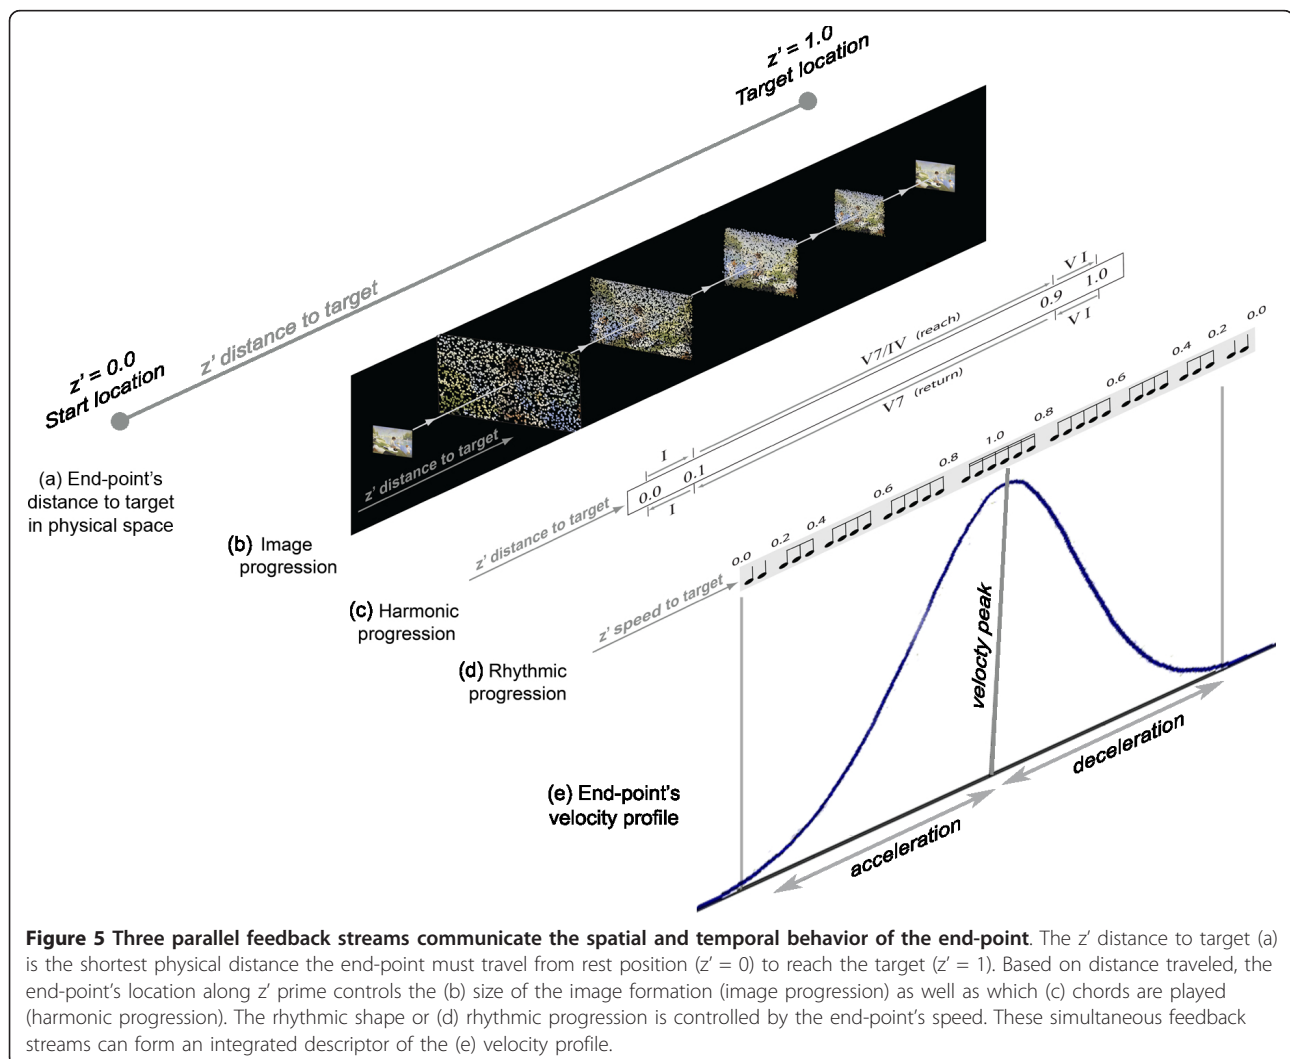 z’ = 1.0
Target location
z’ distance to target
z’ = 0.0
Start location
(a) End-point’s
distance to target
in physical space
z’ distance to target
(b) Image
progression
z’ distance to target
0.0
0.1
0.9
1.0
I
V7/IV (reach)
V I
I
V7 (return)
V I
(c) Harmonic
progression
z’ speed to target
0.0
0.2
0.4
0.6
0.8
1.0
0.8
0.6
0.4
0.2
0.0
(d) Rhythmic
progression
velocty peak
acceleration
deceleration
(e) End-point’s
velocity profile
Figure 5 Three parallel feedback streams communicate the spatial and temporal behavior of the end-point. The z’ distance to target (a)
is the shortest physical distance the end-point must travel from rest position (z’ = 0) to reach the target (z’ = 1). Based on distance traveled, the
end-point’s location along z’ prime controls the (b) size of the image formation (image progression) as well as which (c) chords are played
(harmonic progression). The rhythmic shape or (d) rhythmic progression is controlled by the end-point’s speed. These simultaneous feedback
streams can form an integrated descriptor of the (e) velocity profile.